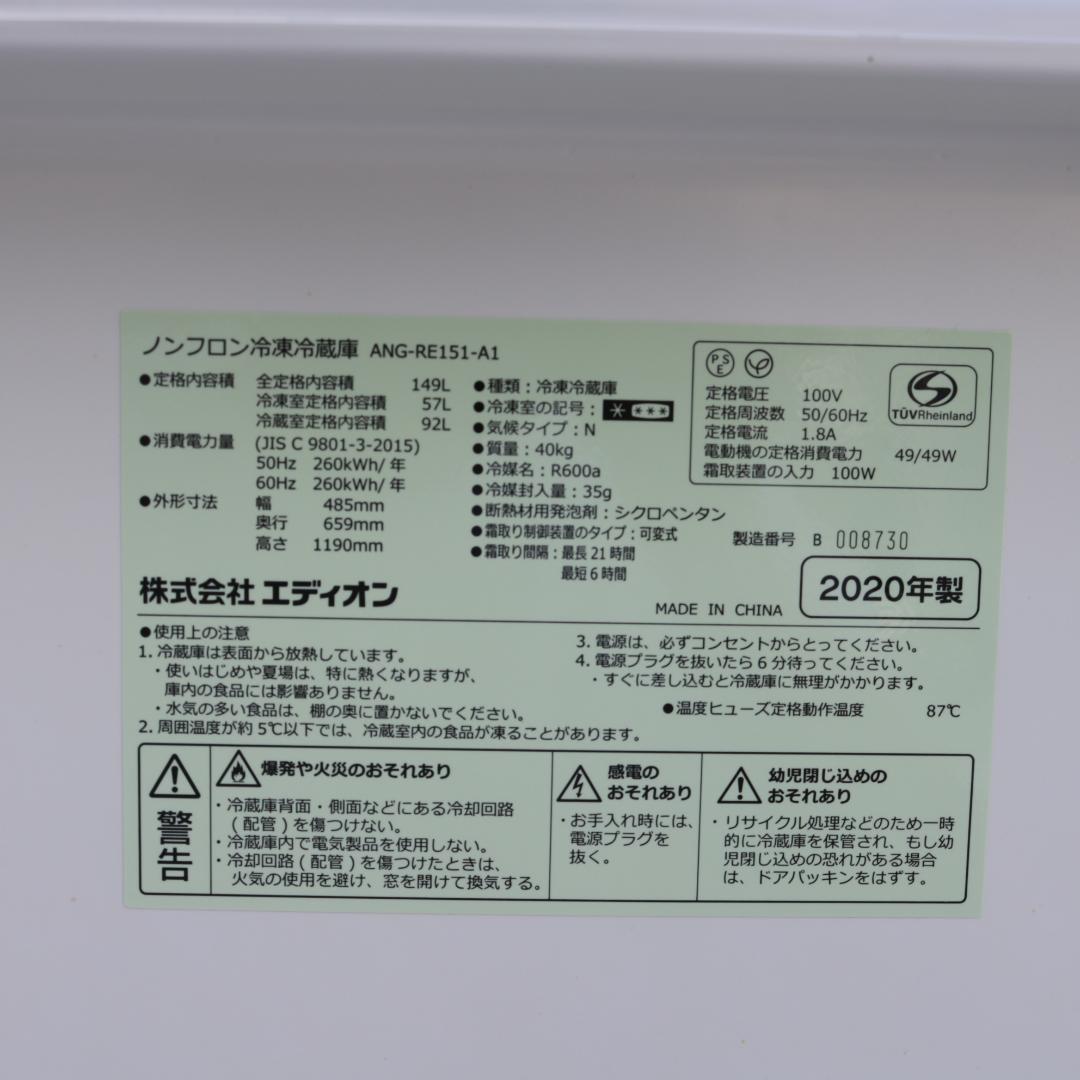 ノンフロン冷凍冷蔵庫 ANG-RE151-A1
●定格内容積 全定格内容積 149L
冷凍室定格内容積 57L
冷蔵室定格内容積 92L
●消費電力量 (JIS C 9801-3-2015)
50Hz 260kWh/年
60Hz 260kWh/年
●外形寸法 幅 485mm
奥行 659mm
高さ 1190mm
●種類：冷凍冷蔵庫
●冷凍室の記号：
●気候タイプ：N
●質量：40kg
●冷媒名：R600a
●冷媒封入量：35g
●断熱材用発泡剤：シクロペンタン
●霜取り制御装置のタイプ：可変式
●霜取り間隔：最長21時間
最短6時間
PSE
定格電圧 100V
定格周波数 50/60Hz
定格電流 1.8A
電動機の定格消費電力 49/49W
霜取装置の入力 100W
TÜVRheinland
製造番号 B 008730
株式会社 エディオン
MADE IN CHINA
2020年製
●使用上の注意
1. 冷蔵庫は表面から放熱しています。
・使いはじめや夏場は、特に熱くなりますが、
庫内の食品には影響ありません。
・水気の多い食品は、棚の奥に置かないでください。
2. 周囲温度が約5℃以下では、冷蔵室内の食品が凍ることがあります。
3. 電源は、必ずコンセントからとってください。
4. 電源プラグを抜いたら6分待ってください。
・すぐに差し込むと冷蔵庫に無理がかかります。
●温度ヒューズ定格動作温度 87℃
警告
爆発や火災のおそれあり
・冷蔵庫背面・側面などにある冷却回路
(配管)を傷つけない。
・冷蔵庫内で電気製品を使用しない。
・冷却回路(配管)を傷つけたときは、
火気の使用を避け、窓を開けて換気する。
感電の
おそれあり
・お手入れ時には、
電源プラグを
抜く。
幼児閉じ込めの
おそれあり
・リサイクル処理などのため一時
的に冷蔵庫を保管され、もし幼
児閉じ込めの恐れがある場合
は、ドアパッキンをはずす。